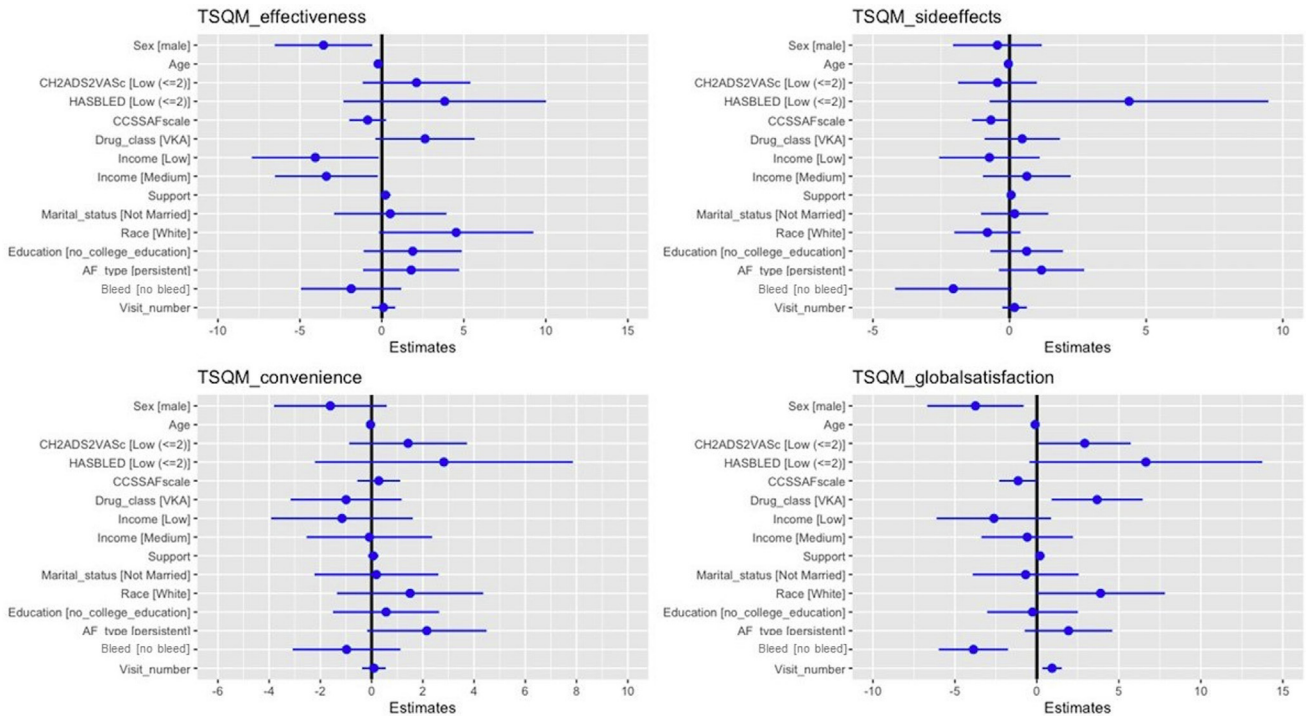 TSQM_effectiveness
Sex [male]
Age
CH2ADS2VASc [Low (<=2)]
HASBLED [Low (<=2)]
CCSSAFscale
Drug_class [VKA]
Income [Low]
Income [Medium]
Support
Marital_status [Not Married]
Race [White]
Education [no_college_education]
AF_type [persistent]
Bleed [no bleed]
Visit_number
-10 -5 0 5 10 15
Estimates
TSQM_sideeffects
Sex [male]
Age
CH2ADS2VASc [Low (<=2)]
HASBLED [Low (<=2)]
CCSSAFscale
Drug_class [VKA]
Income [Low]
Income [Medium]
Support
Marital_status [Not Married]
Race [White]
Education [no_college_education]
AF_type [persistent]
Bleed [no bleed]
Visit_number
-5 0 5 10
Estimates
TSQM_convenience
Sex [male]
Age
CH2ADS2VASc [Low (<=2)]
HASBLED [Low (<=2)]
CCSSAFscale
Drug_class [VKA]
Income [Low]
Income [Medium]
Support
Marital_status [Not Married]
Race [White]
Education [no_college_education]
AF_type [persistent]
Bleed [no bleed]
Visit_number
-6 -4 -2 0 2 4 6 8 10
Estimates
TSQM_globalsatisfaction
Sex [male]
Age
CH2ADS2VASc [Low (<=2)]
HASBLED [Low (<=2)]
CCSSAFscale
Drug_class [VKA]
Income [Low]
Income [Medium]
Support
Marital_status [Not Married]
Race [White]
Education [no_college_education]
AF_type [persistent]
Bleed [no bleed]
Visit_number
-10 -5 0 5 10 15
Estimates